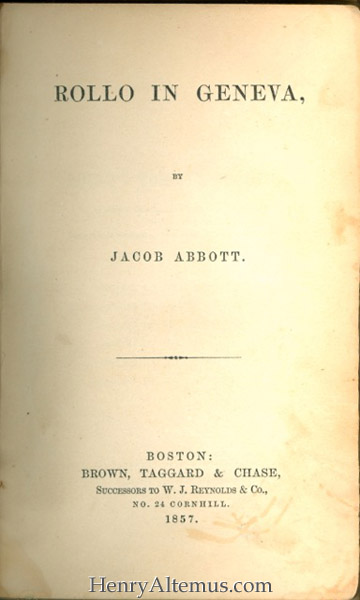 ROLLO IN GENEVA,
BY
JACOB ABBOTT.
BOSTON:
BROWN, TAGGARD & CHASE,
SUCCESSORS TO W. J. REYNOLDS & CO.,
NO. 24 CORNHILL.
1857.
HenryAltemus.com